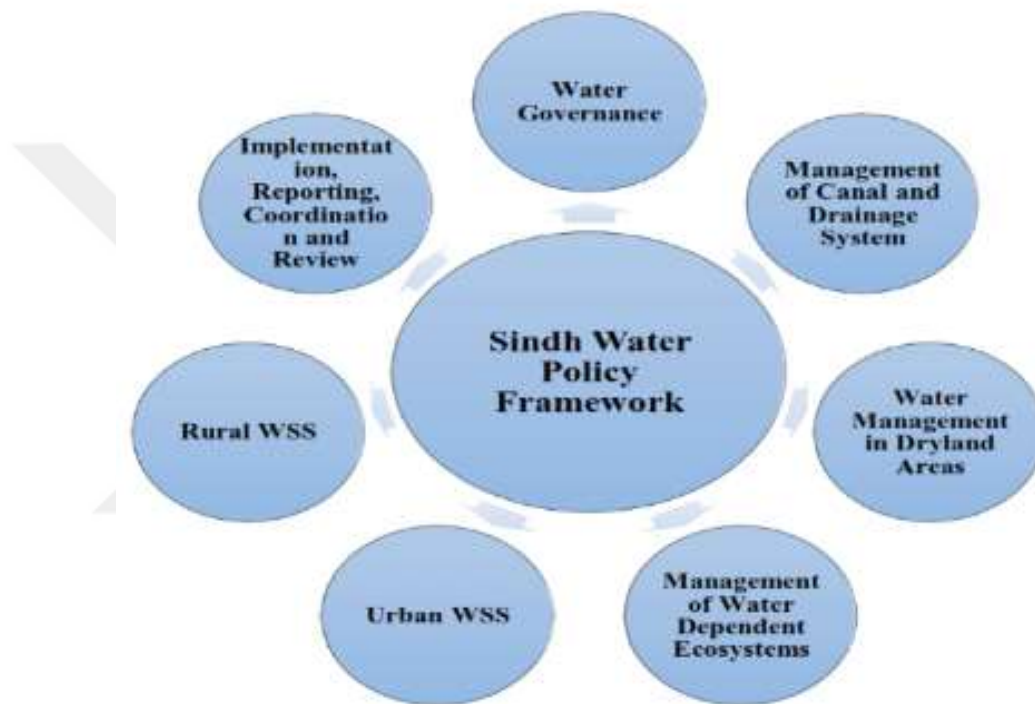 Water
Governance
Management
of Canal and
Drainage
System
Water
Management
in Dryland
Areas
Management
of Water
Dependent
Ecosystems
Urban WSS
Rural WSS
Implementat
ion,
Reporting,
Coordinatio
n and
Review
Sindh Water
Policy
Framework